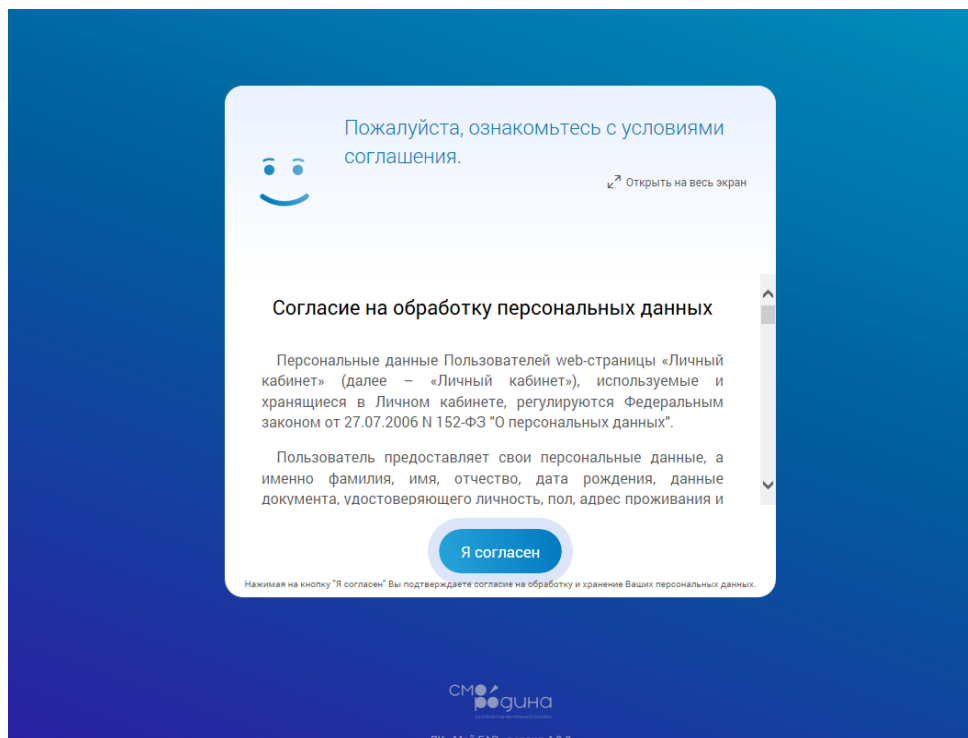 Пожалуйста, ознакомьтесь с условиями
соглашения.
Открыть на весь экран
Согласие на обработку персональных данных
Персональные данные Пользователей web-страницы «Личный
кабинет» (далее – «Личный кабинет»), используемые и
хранящиеся в Личном кабинете, регулируются Федеральным
законом от 27.07.2006 N 152-ФЗ "О персональных данных".
Пользователь предоставляет свои персональные данные, а
именно фамилия, имя, отчество, дата рождения, данные
документа, удостоверяющего личность, пол, адрес проживания и
Я согласен
Нажимая на кнопку "Я согласен" Вы подтверждаете согласие на обработку и хранение Ваших персональных данных.
СМО
родина